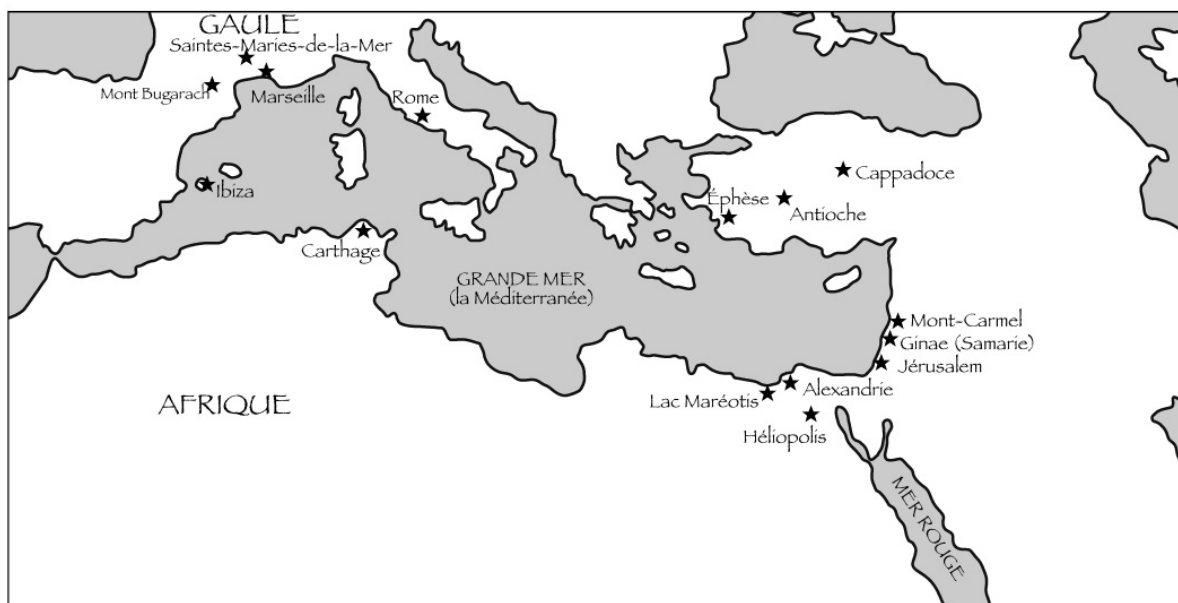 GAULE
Saintes-Maries-de-la-Mer
Mont Bugarach
Marseille
Rome
Ibiza
Cappadoce
Éphèse
Antioche
Carthage
GRANDE MER
(la Méditerranée)
Mont-Carmel
Ginae (Samarie)
Jérusalem
Lac Maréotis
Alexandrie
AFRIQUE
Héliopolis
MER ROUGE